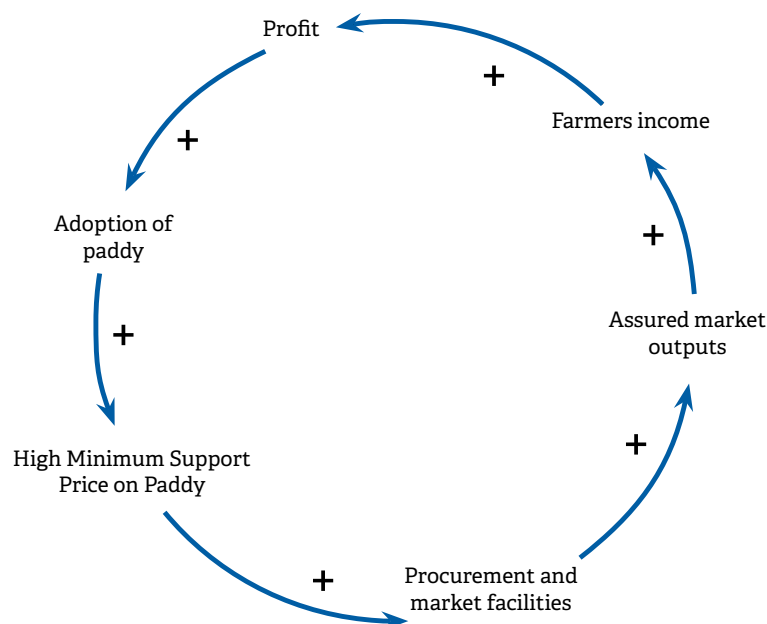 Profit
+
Farmers income
+
Adoption of
paddy
+
+
Assured market
outputs
+
High Minimum Support
Price on Paddy
+
Procurement and
market facilities